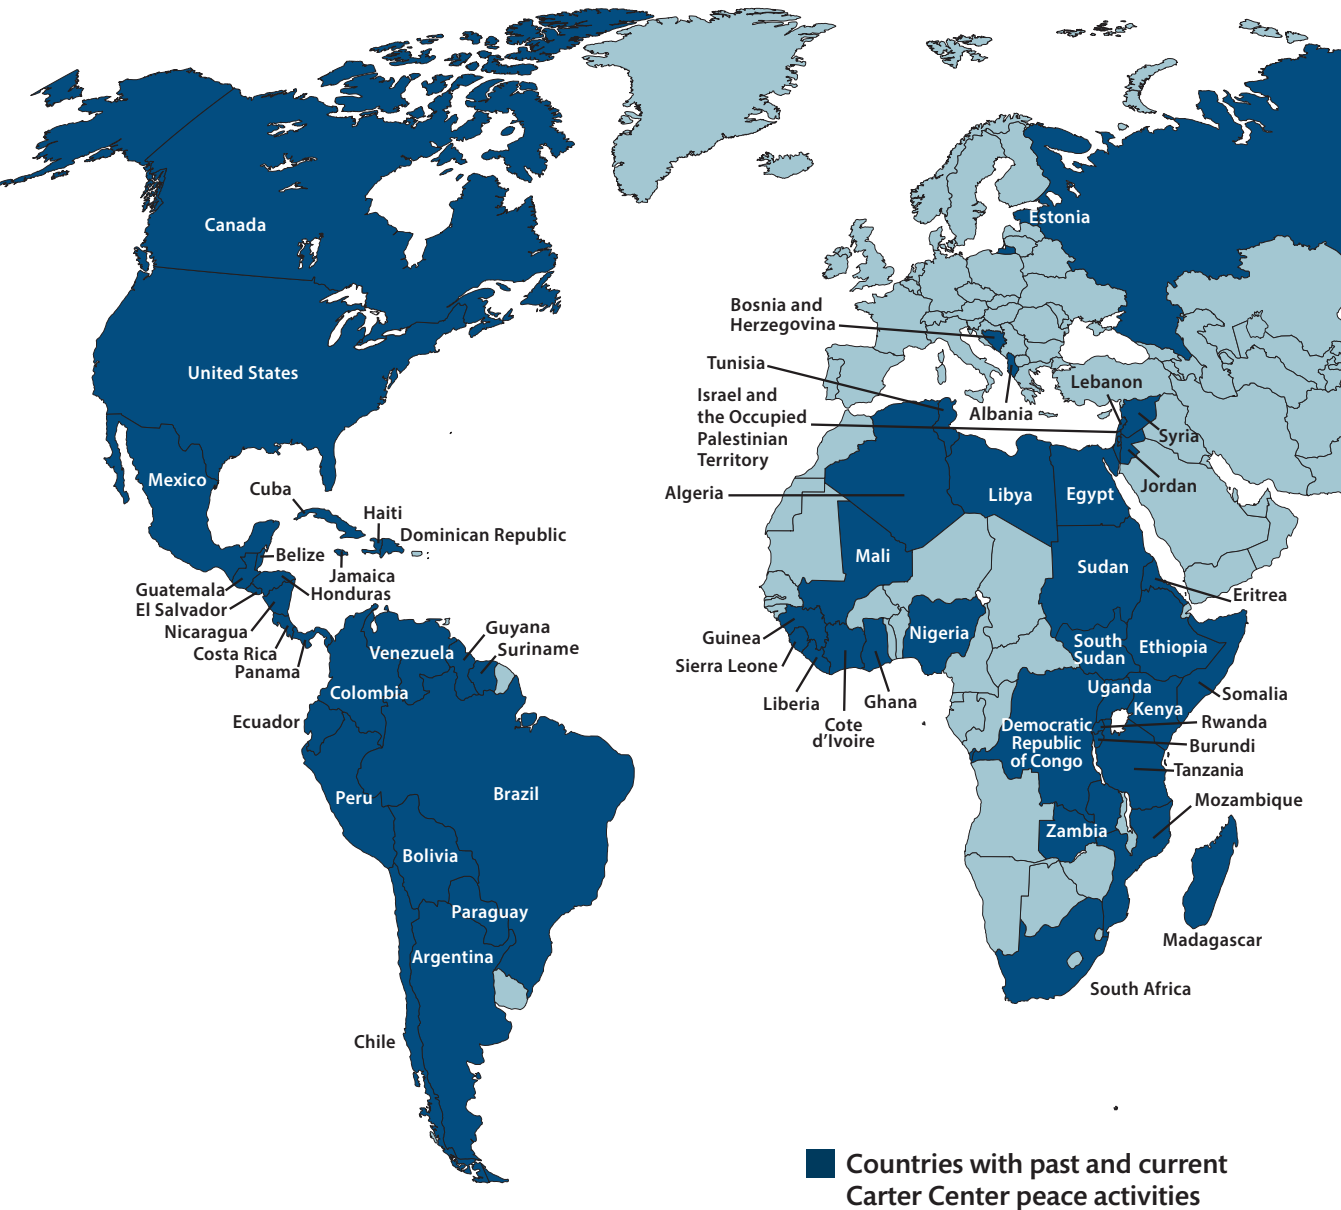 Canada
United States
Mexico
Cuba
Haiti
Dominican Republic
Belize
Jamaica
Guatemala
Honduras
El Salvador
Nicaragua
Costa Rica
Panama
Guyana
Suriname
Venezuela
Colombia
Ecuador
Peru
Brazil
Bolivia
Paraguay
Argentina
Chile
Estonia
Bosnia and
Herzegovina
Tunisia
Lebanon
Israel and
the Occupied
Palestinian
Territory
Albania
Syria
Jordan
Algeria
Libya
Egypt
Mali
Sudan
Eritrea
Guinea
Nigeria
South
Sudan
Ethiopia
Sierra Leone
Liberia
Ghana
Cote
d'Ivoire
Uganda
Kenya
Somalia
Democratic
Republic
of Congo
Rwanda
Burundi
Tanzania
Mozambique
Zambia
Madagascar
South Africa
Countries with past and current
Carter Center peace activities